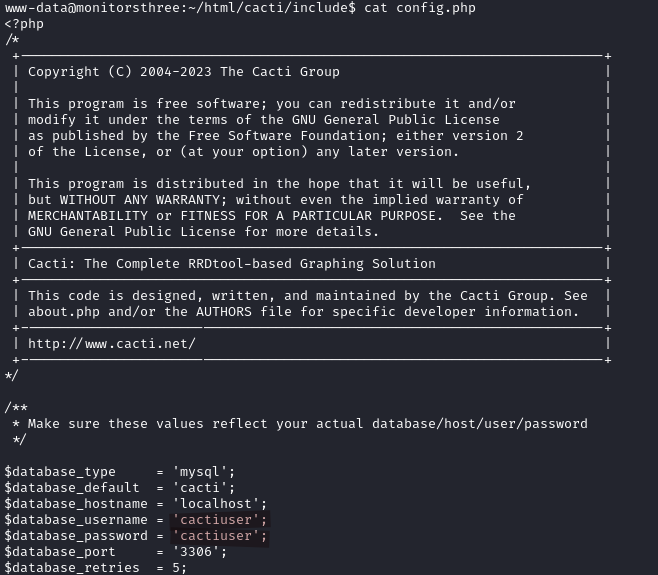 www-data@monitorsthree:~/html/cacti/include$ cat config.php
<?php
/*
 +-------------------------------------------------------------------------+
 | Copyright (C) 2004-2023 The Cacti Group                                 |
 |                                                                         |
 | This program is free software; you can redistribute it and/or           |
 | modify it under the terms of the GNU General Public License             |
 | as published by the Free Software Foundation; either version 2          |
 | of the License, or (at your option) any later version.                  |
 |                                                                         |
 | This program is distributed in the hope that it will be useful,         |
 | but WITHOUT ANY WARRANTY; without even the implied warranty of          |
 | MERCHANTABILITY or FITNESS FOR A PARTICULAR PURPOSE.  See the           |
 | GNU General Public License for more details.                            |
 +-------------------------------------------------------------------------+
 | Cacti: The Complete RRDtool-based Graphing Solution                     |
 +-------------------------------------------------------------------------+
 | This code is designed, written, and maintained by the Cacti Group. See  |
 | about.php and/or the AUTHORS file for specific developer information.   |
 +-------------------------------------------------------------------------+
 | http://www.cacti.net/                                                   |
 +-------------------------------------------------------------------------+
*/

/**
 * Make sure these values reflect your actual database/host/user/password
 */

$database_type     = 'mysql';
$database_default  = 'cacti';
$database_hostname = 'localhost';
$database_username = 'cactiuser';
$database_password = 'cactiuser';
$database_port     = '3306';
$database_retries  = 5;